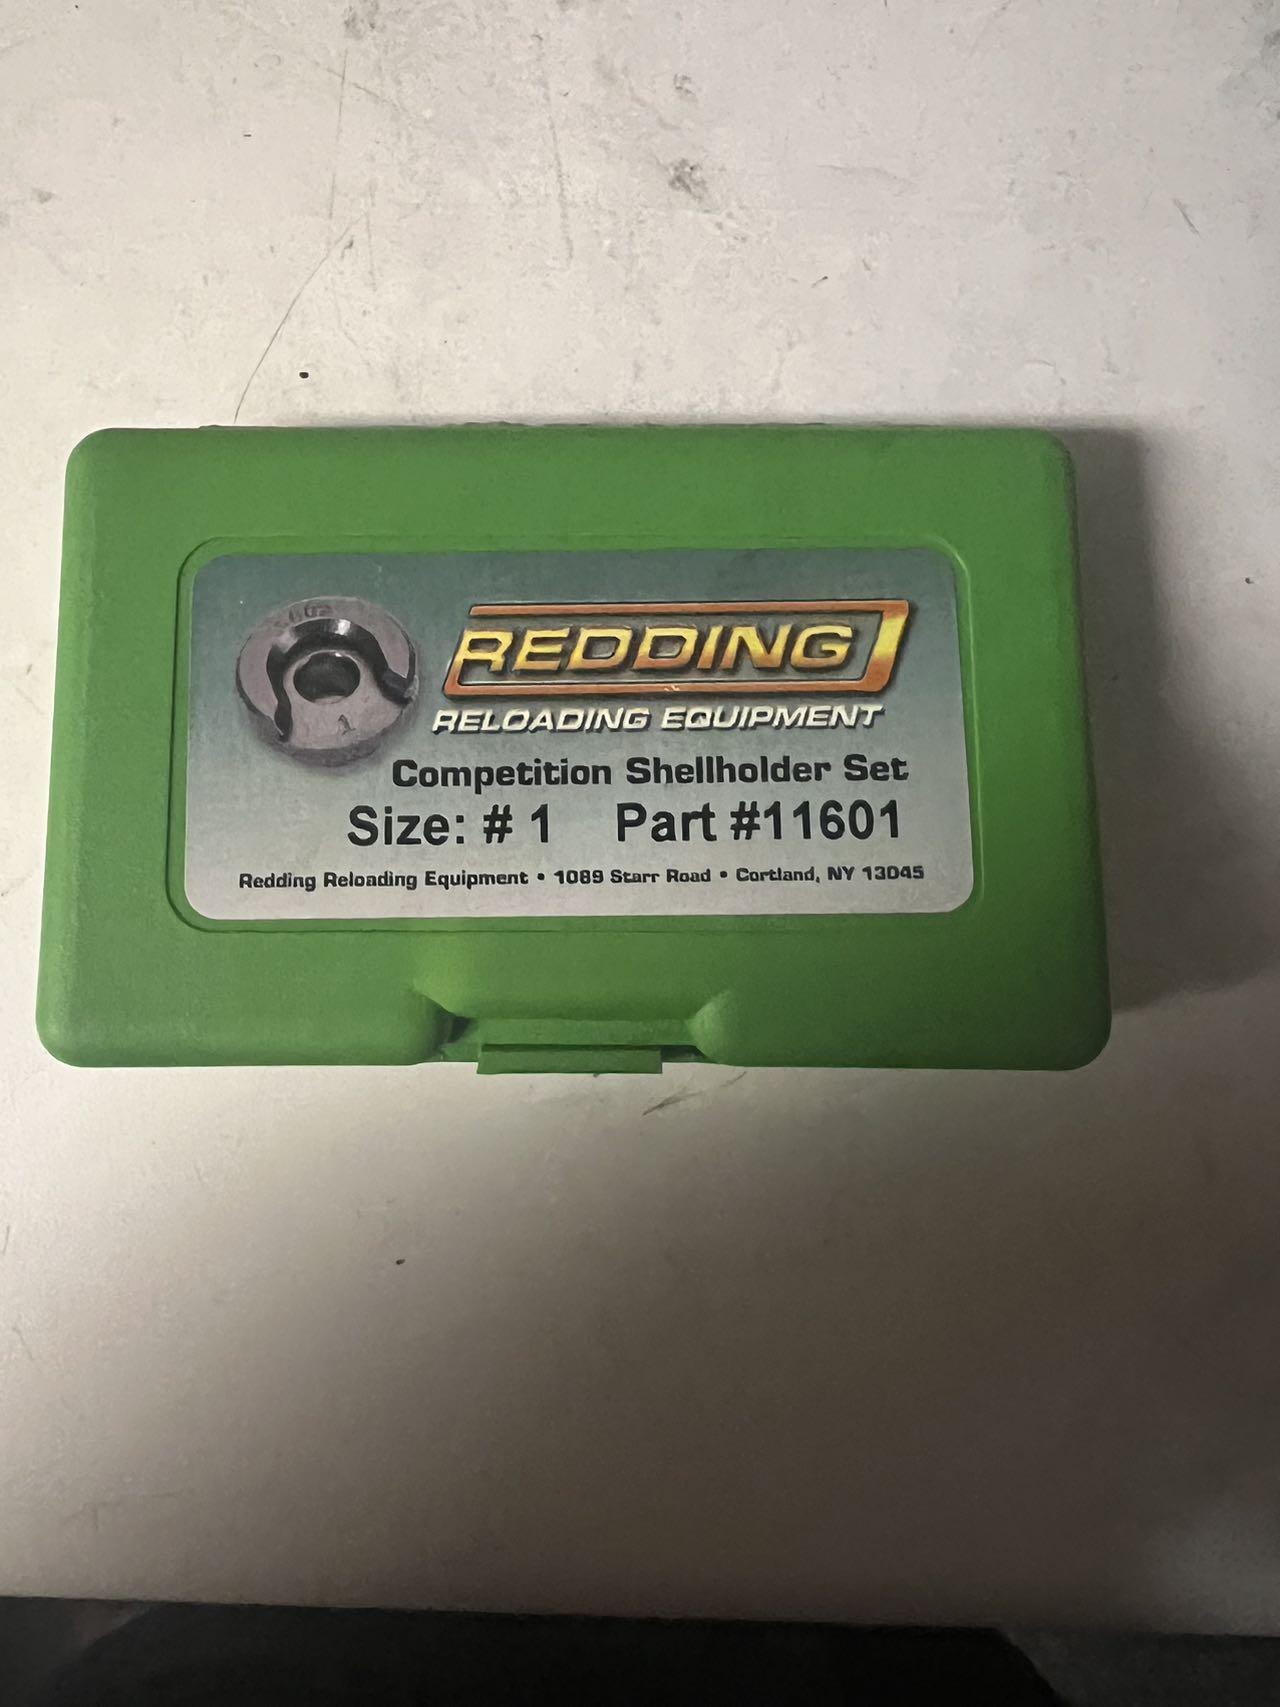 REDDING
RELOADING EQUIPMENT
Competition Shellholder Set
Size: # 1 Part #11601
Redding Reloading Equipment • 1089 Starr Road • Cortland, NY 13045
1